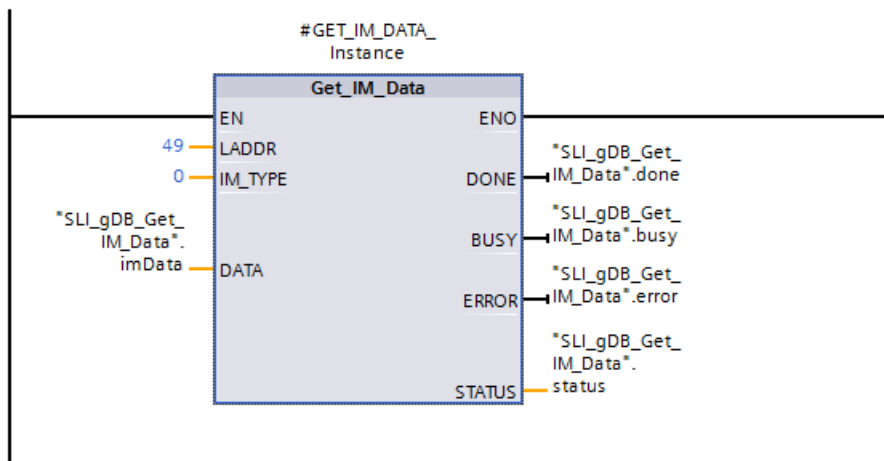 #GET_IM_DATA_
Instance
Get_IM_Data
EN
ENO
49
LADDR
0
IM_TYPE
DONE
"SLI_gDB_Get_
IM_Data".done
BUSY
"SLI_gDB_Get_
IM_Data".busy
"SLI_gDB_Get_
IM_Data".
imData
DATA
ERROR
"SLI_gDB_Get_
IM_Data".error
STATUS
"SLI_gDB_Get_
IM_Data".
status